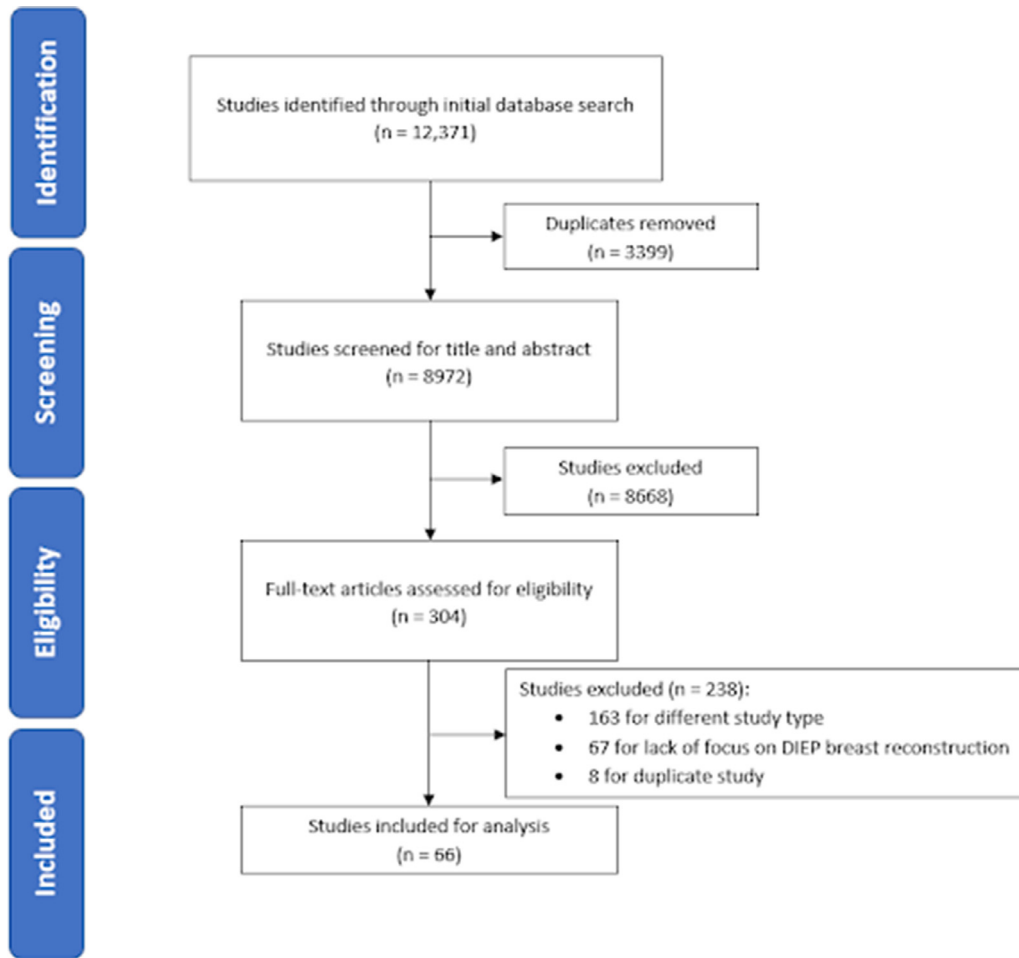 Identification
Studies identified through initial database search
(n = 12,371)
Duplicates removed
(n = 3399)
Screening
Studies screened for title and abstract
(n = 8972)
Studies excluded
(n = 8668)
Eligibility
Full-text articles assessed for eligibility
(n = 304)
Studies excluded (n = 238):
• 163 for different study type
• 67 for lack of focus on DIEP breast reconstruction
• 8 for duplicate study
Included
Studies included for analysis
(n = 66)